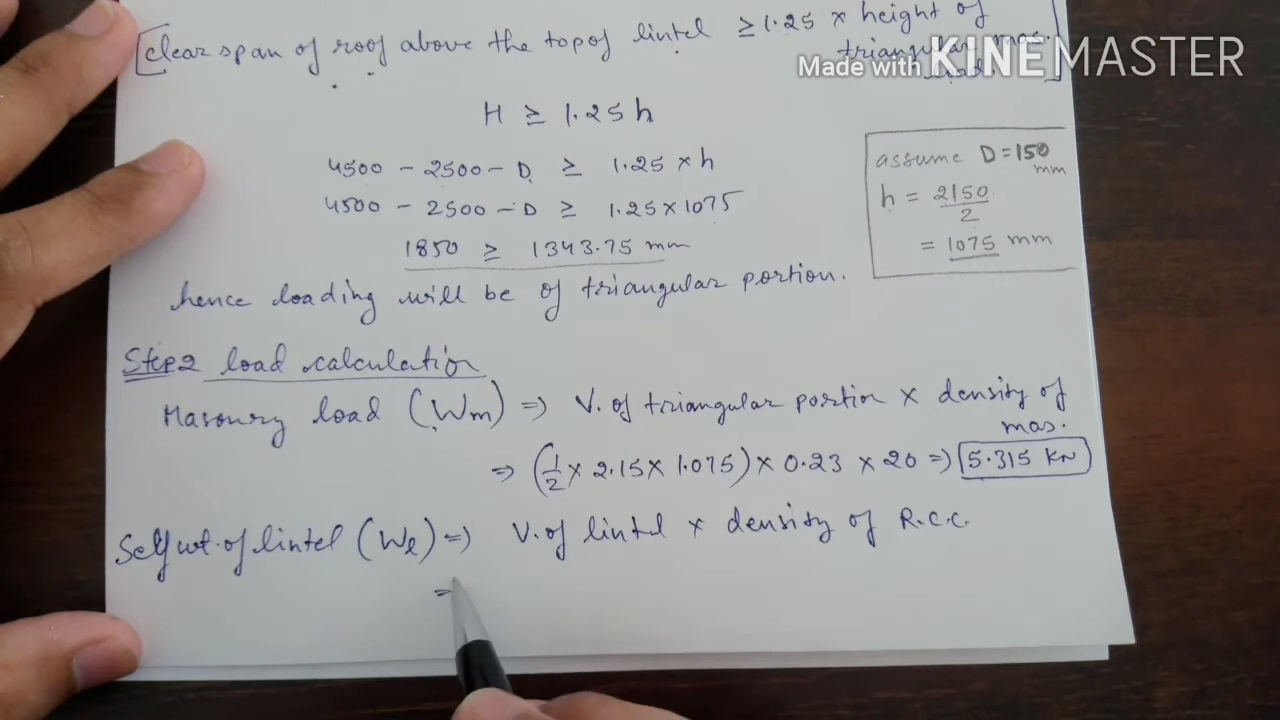 [clear span of roof above the top of lintel ≥ 1.25 x height of
triangular mas.
Made with KINEMASTER
H ≥ 1.25h
4500 - 2500 - D ≥ 1.25 x h
4500 - 2500 - D ≥ 1.25 x 1075
1850 ≥ 1343.75 mm
assume D = 150
mm
h = 2150
2
= 1075 mm
hence loading will be of triangular portion.
Step 2 load calculation
Masonry load (Wm) => V. of triangular portion x density of
mas.
=> (1/2 x 2.15 x 1.075) x 0.23 x 20 => 5.315 KN
Self wt. of lintel (Wl) => V. of lintel x density of R.C.C.
=